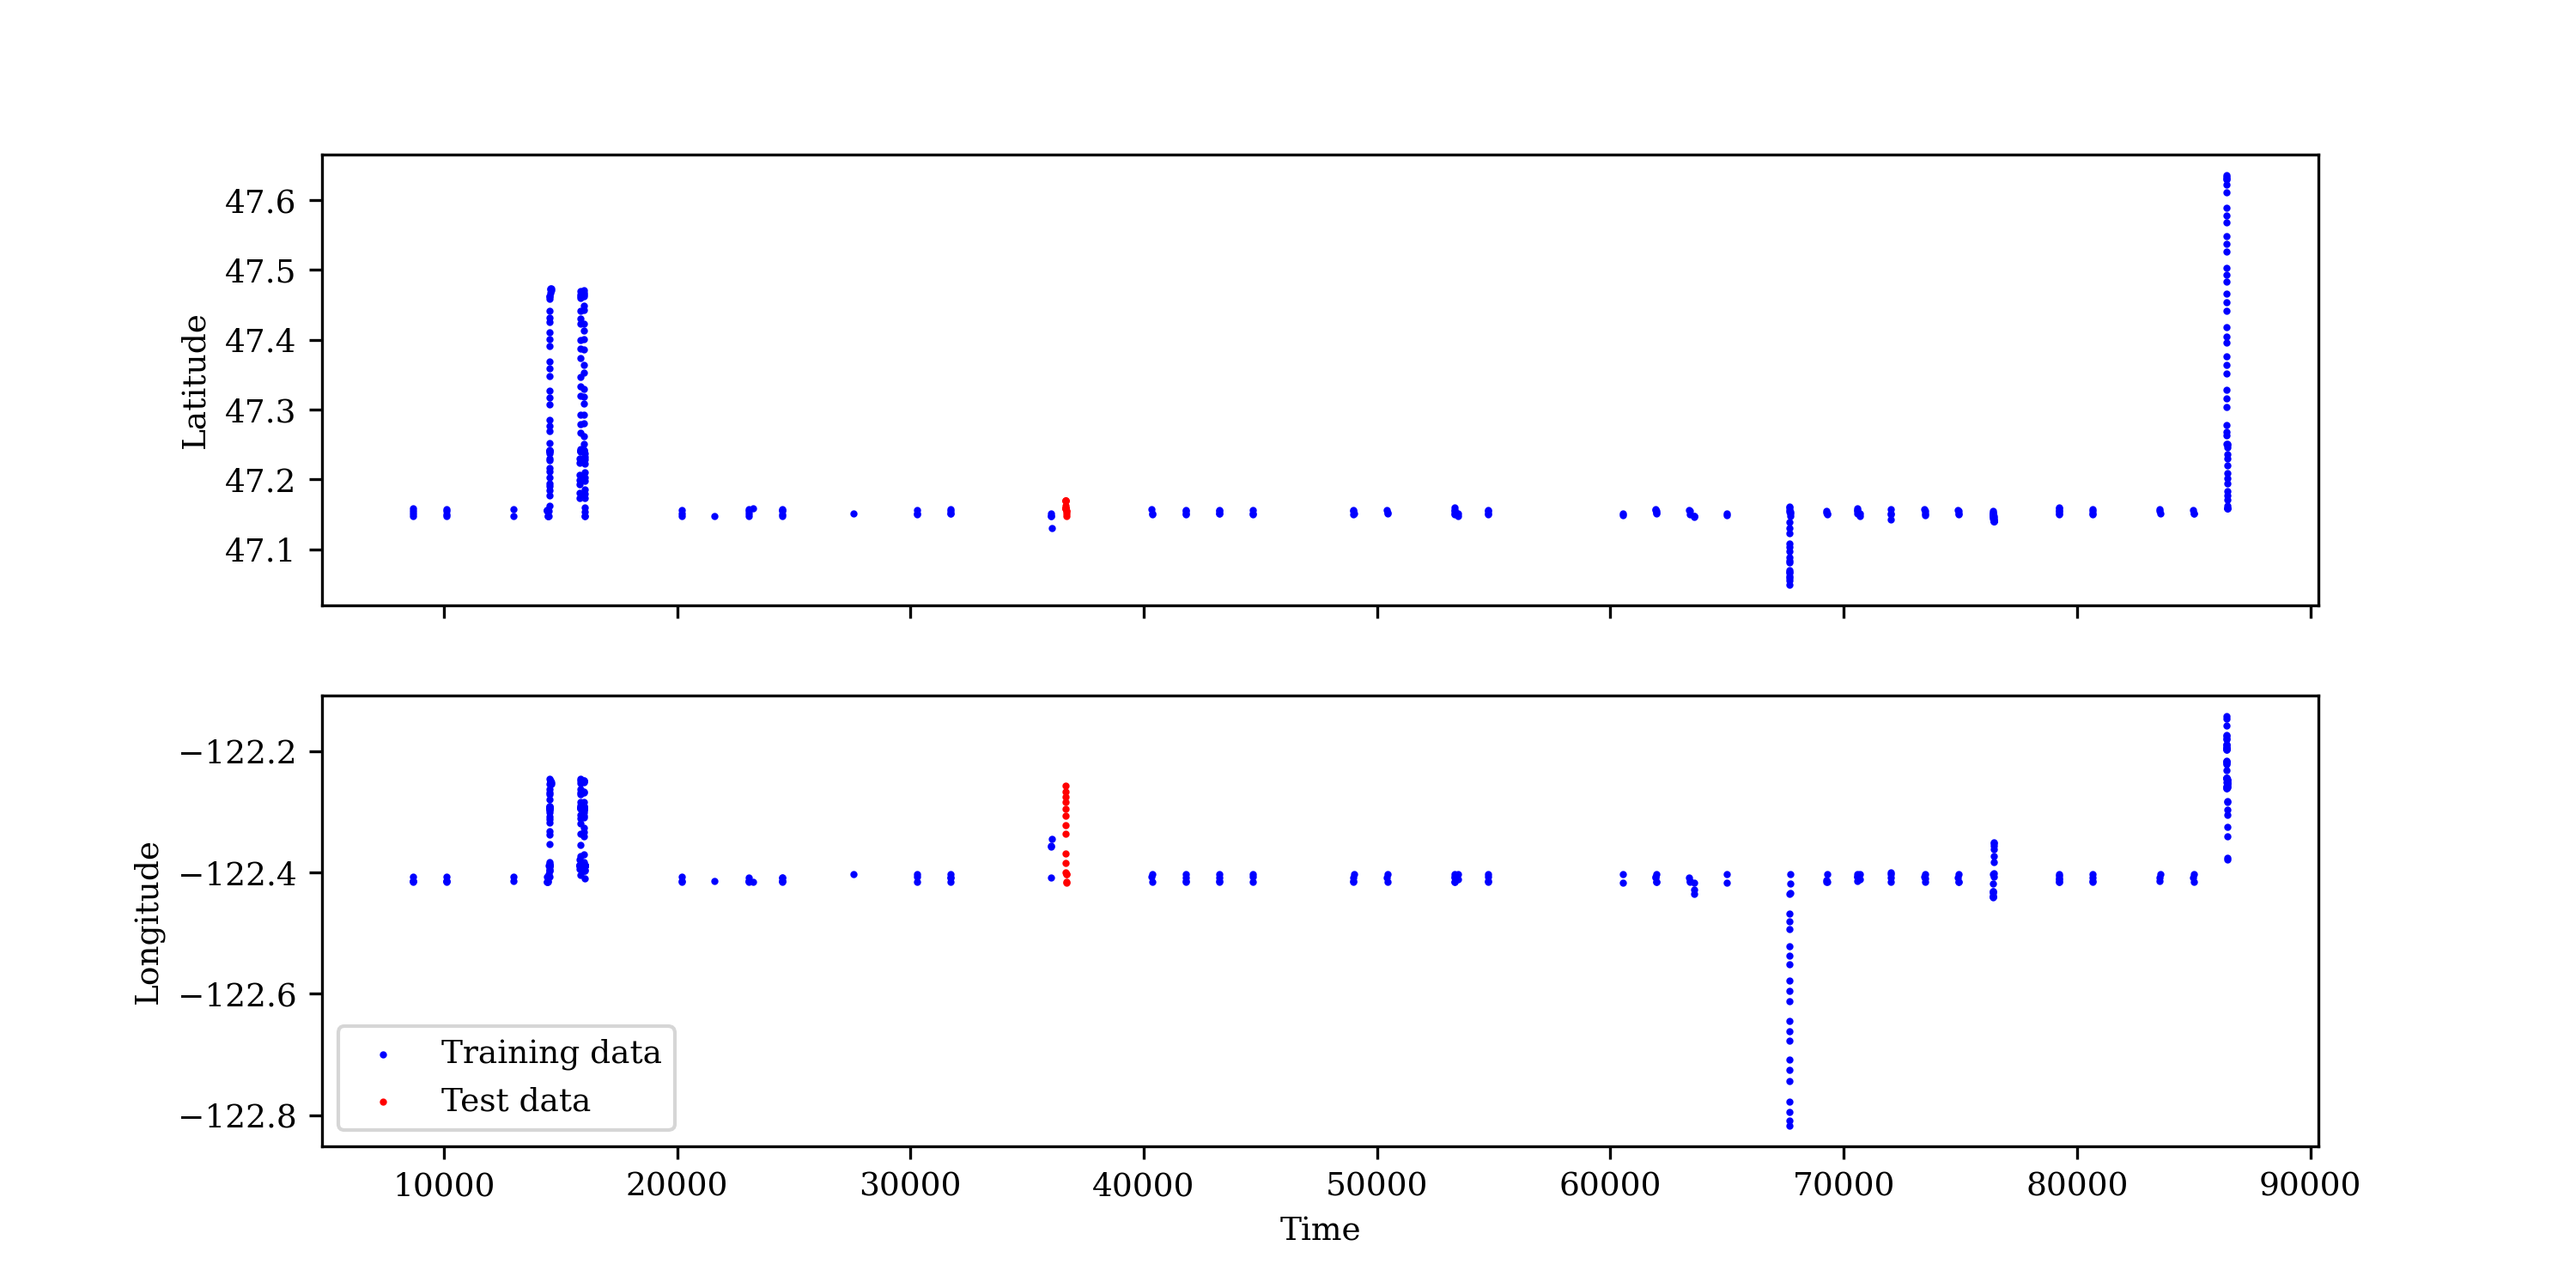 47.6
47.5
47.4
47.3
47.2
47.1
Latitude
−122.2
−122.4
−122.6
−122.8
Longitude
Training data
Test data
10000 20000 30000 40000 50000 60000 70000 80000 90000
Time